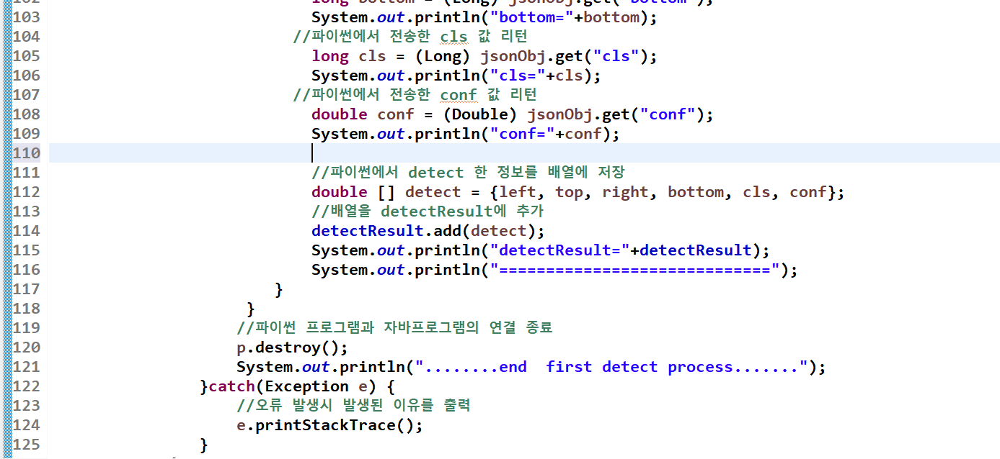 102 long bottom = (Long) jsonObj.get("bottom");
103 System.out.println("bottom="+bottom);
104 //파이썬에서 전송한 cls 값 리턴
105 long cls = (Long) jsonObj.get("cls");
106 System.out.println("cls="+cls);
107 //파이썬에서 전송한 conf 값 리턴
108 double conf = (Double) jsonObj.get("conf");
109 System.out.println("conf="+conf);
110
111 //파이썬에서 detect 한 정보를 배열에 저장
112 double [] detect = {left, top, right, bottom, cls, conf};
113 //배열을 detectResult에 추가
114 detectResult.add(detect);
115 System.out.println("detectResult="+detectResult);
116 System.out.println("=============================");
117 }
118 }
119 //파이썬 프로그램과 자바프로그램의 연결 종료
120 p.destroy();
121 System.out.println("........end  first detect process.......");
122 }catch(Exception e) {
123 //오류 발생시 발생된 이유를 출력
124 e.printStackTrace();
125 }